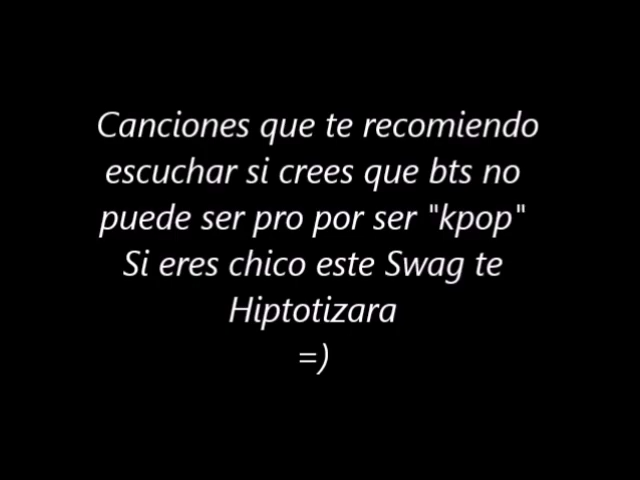 Canciones que te recomiendo
escuchar si crees que bts no
puede ser pro por ser "kpop"
Si eres chico este Swag te
Hiptotizara
=)